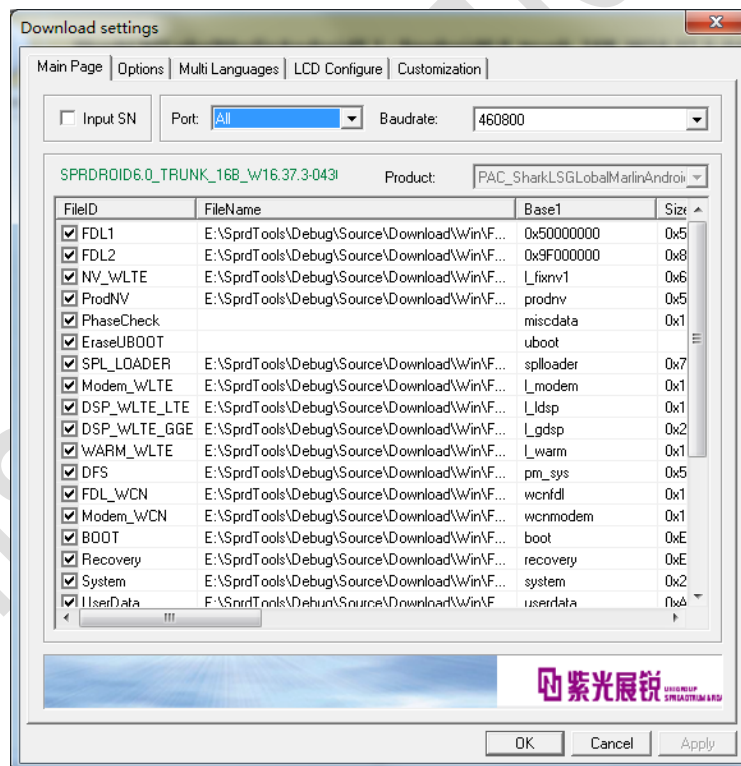 Download settings
Main Page Options Multi Languages LCD Configure Customization
Input SN Port: All Baudrate: 460800
SPRDROID6.0_TRUNK_16B_W16.37.3-043 Product: PAC_SharkLSGLobalMarlinAndroi
FileID FileName Base1 Size
FDL1 E:\SprdTools\Debug\Source\Download\Win\F... 0x50000000 0x5
FDL2 E:\SprdTools\Debug\Source\Download\Win\F... 0x9F000000 0x8
NV_WLTE E:\SprdTools\Debug\Source\Download\Win\F... l_fixnv1 0x6
ProdNV E:\SprdTools\Debug\Source\Download\Win\F... prodnv 0x5
PhaseCheck miscdata 0x1
EraseUBOOT uboot
SPL_LOADER E:\SprdTools\Debug\Source\Download\Win\F... splloader 0x7
Modem_WLTE E:\SprdTools\Debug\Source\Download\Win\F... l_modem 0x1
DSP_WLTE_LTE E:\SprdTools\Debug\Source\Download\Win\F... l_ldsp 0x1
DSP_WLTE_GGE E:\SprdTools\Debug\Source\Download\Win\F... l_gdsp 0x2
WARM_WLTE E:\SprdTools\Debug\Source\Download\Win\F... l_warm 0x1
DFS E:\SprdTools\Debug\Source\Download\Win\F... pm_sys 0x5
FDL_WCN E:\SprdTools\Debug\Source\Download\Win\F... wcnfdl 0x1
Modem_WCN E:\SprdTools\Debug\Source\Download\Win\F... wcnmodem 0x1
BOOT E:\SprdTools\Debug\Source\Download\Win\F... boot 0xE
Recovery E:\SprdTools\Debug\Source\Download\Win\F... recovery 0xE
System E:\SprdTools\Debug\Source\Download\Win\F... system 0x2
UserData E:\SprdTools\Debug\Source\Download\Win\F... userdata 0xA
紫光展锐 UNIGROUP
SPREADTRUM & RDA
OK Cancel Apply